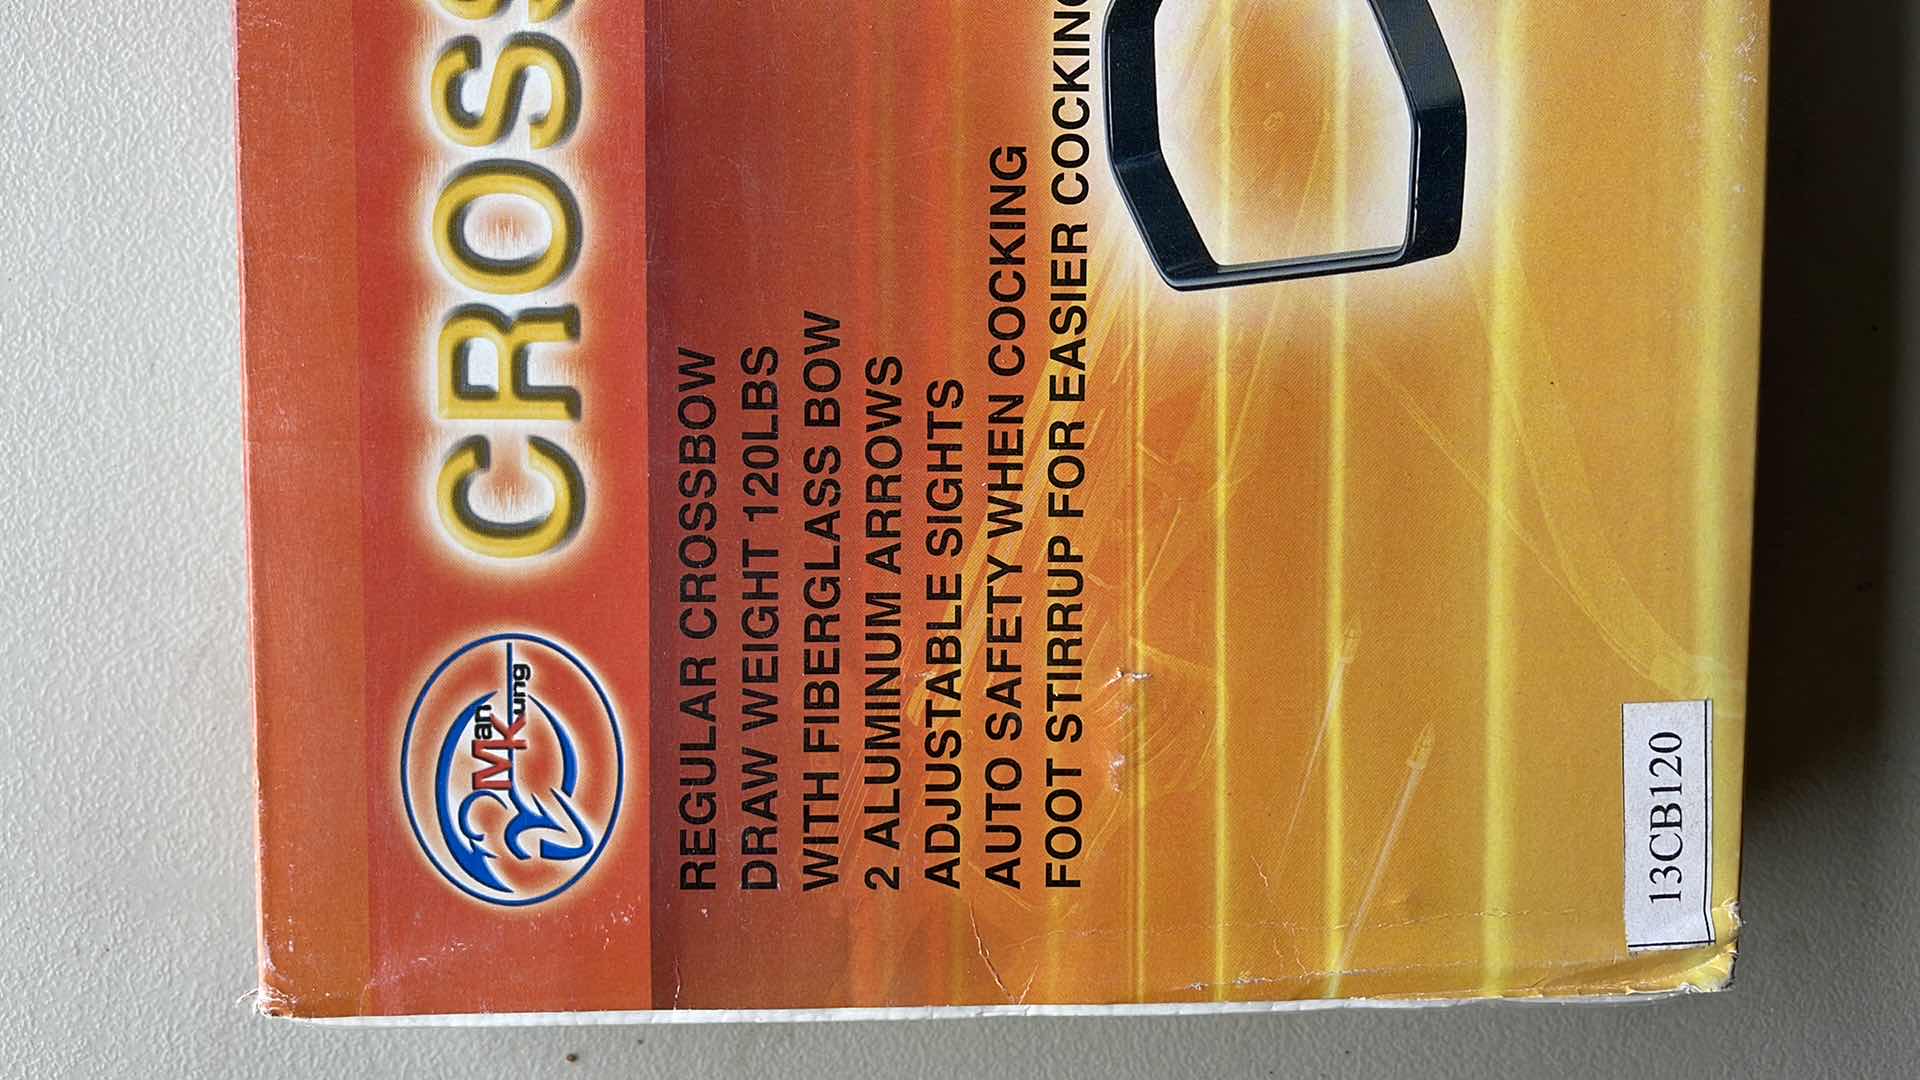 Man
Kung
CROSS
REGULAR CROSSBOW
DRAW WEIGHT 120LBS
WITH FIBERGLASS BOW
2 ALUMINUM ARROWS
ADJUSTABLE SIGHTS
AUTO SAFETY WHEN COCKING
FOOT STIRRUP FOR EASIER COCKING
13CB120